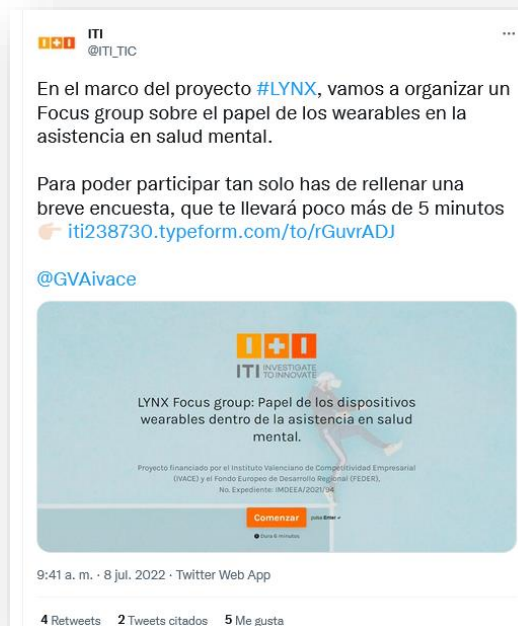 ITI
@ITI_TIC
En el marco del proyecto #LYNX, vamos a organizar un
Focus group sobre el papel de los wearables en la
asistencia en salud mental.
Para poder participar tan solo has de rellenar una
breve encuesta, que te llevará poco más de 5 minutos
👉🏻 iti238730.typeform.com/to/rGuvrADJ
@GVAivace
ITI INVESTIGATE
TO INNOVATE
LYNX Focus group: Papel de los dispositivos
wearables dentro de la asistencia en salud
mental.
Proyecto financiado por el Instituto Valenciano de Competitividad Empresarial
(IVACE) y el Fondo Europeo de Desarrollo Regional (FEDER),
No. Expediente: IMDEEA/2021/94
Comenzar pulsa Enter ↵
Dura 6 minutos
9:41 a. m. · 8 jul. 2022 · Twitter Web App
4 Retweets 2 Tweets citados 5 Me gusta